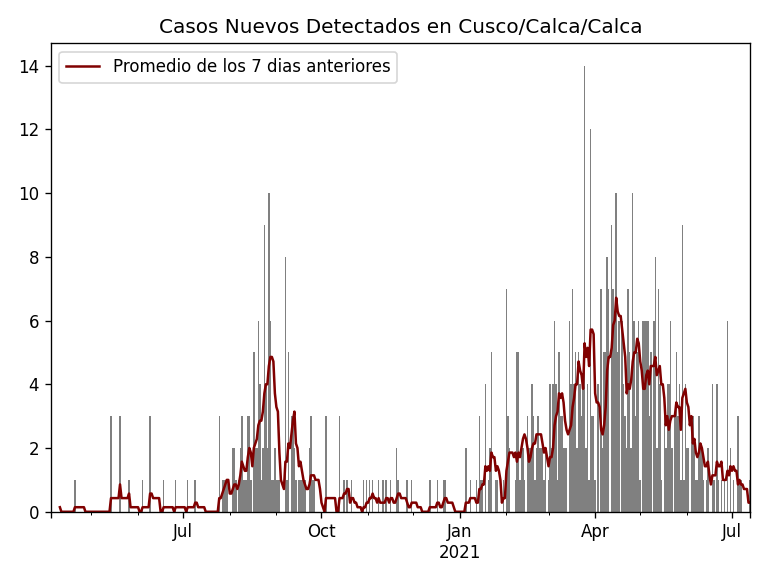 Casos Nuevos Detectados en Cusco/Calca/Calca
Promedio de los 7 dias anteriores
14
12
10
8
6
4
2
0
Jul
Oct
Jan
2021
Apr
Jul